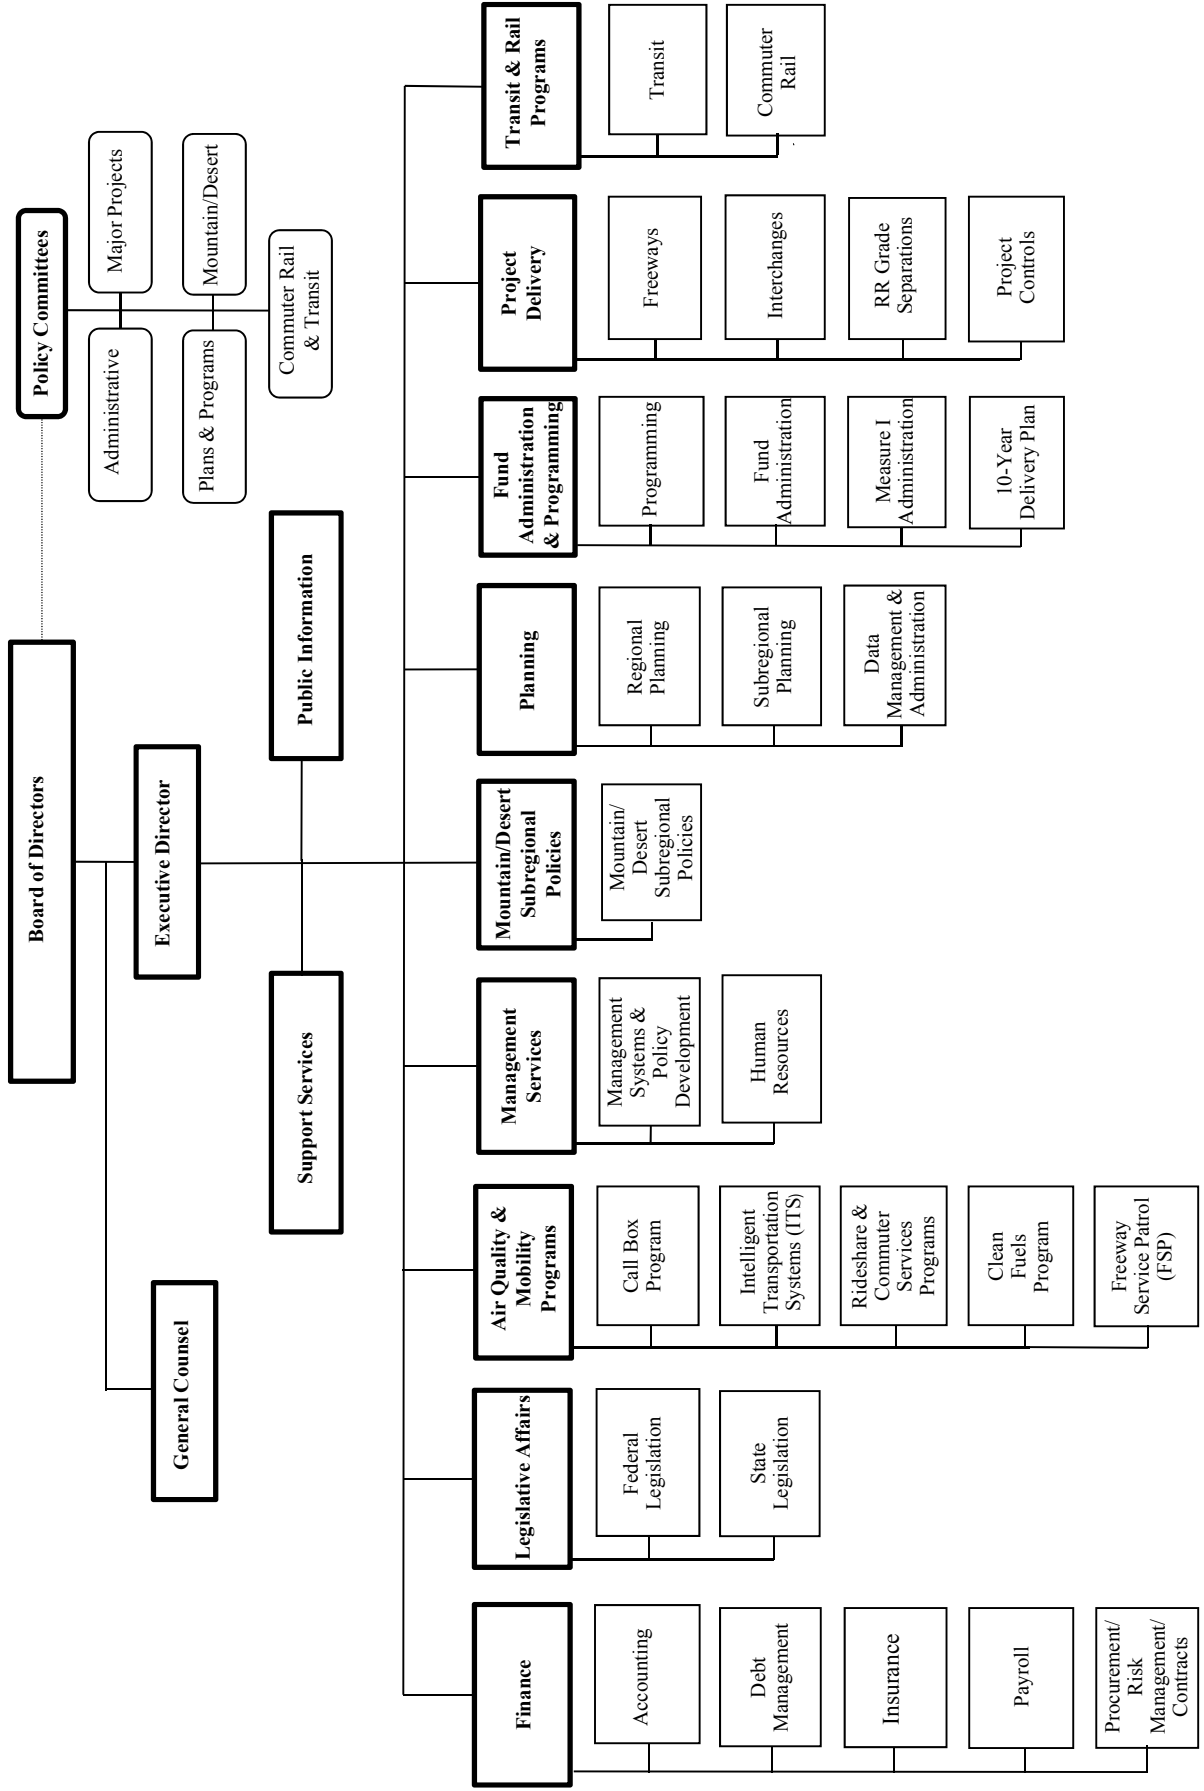 Board of Directors
Policy Committees
Administrative
Major Projects
Plans & Programs
Mountain/Desert
Commuter Rail
& Transit
General Counsel
Executive Director
Support Services
Public Information
Finance
Accounting
Debt
Management
Insurance
Payroll
Procurement/
Risk
Management/
Contracts
Legislative Affairs
Federal
Legislation
State
Legislation
Air Quality &
Mobility
Programs
Call Box
Program
Intelligent
Transportation
Systems (ITS)
Rideshare &
Commuter
Services
Programs
Clean
Fuels
Program
Freeway
Service Patrol
(FSP)
Management
Services
Management
Systems &
Policy
Development
Human
Resources
Mountain/Desert
Subregional
Policies
Mountain/
Desert
Subregional
Policies
Planning
Regional
Planning
Subregional
Planning
Data
Management &
Administration
Fund
Administration
& Programming
Programming
Fund
Administration
Measure I
Administration
10-Year
Delivery Plan
Project
Delivery
Freeways
Interchanges
RR Grade
Separations
Project
Controls
Transit & Rail
Programs
Transit
Commuter
Rail